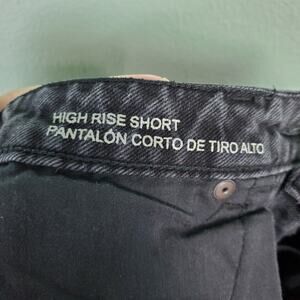 HIGH RISE SHORT
PANTALÓN CORTO DE TIRO ALTO